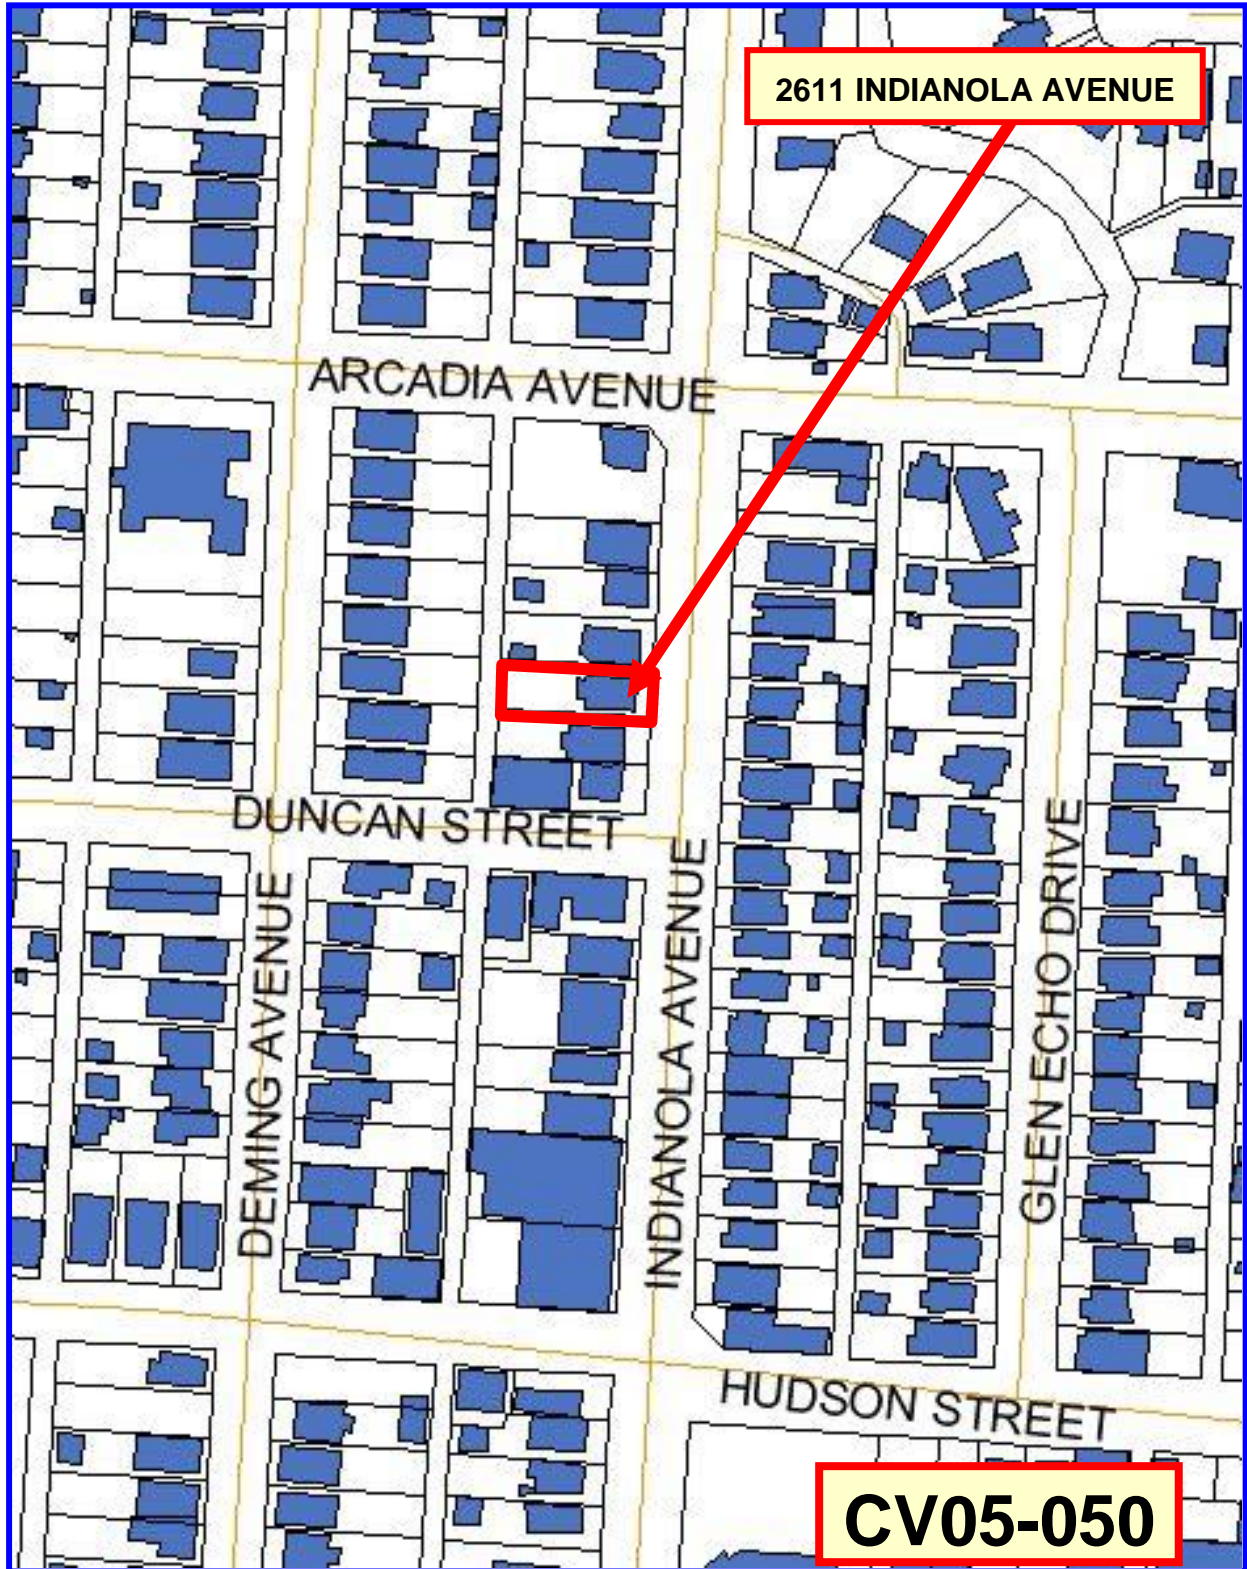 2611 INDIANOLA AVENUE
ARCADIA AVENUE
DUNCAN STREET
DEMING AVENUE
INDIANOLA AVENUE
GLEN ECHO DRIVE
HUDSON STREET
CV05-050